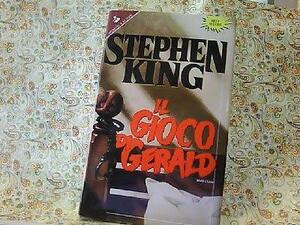 STEPHEN
KING
IL
GIOCO
DI
GERALD